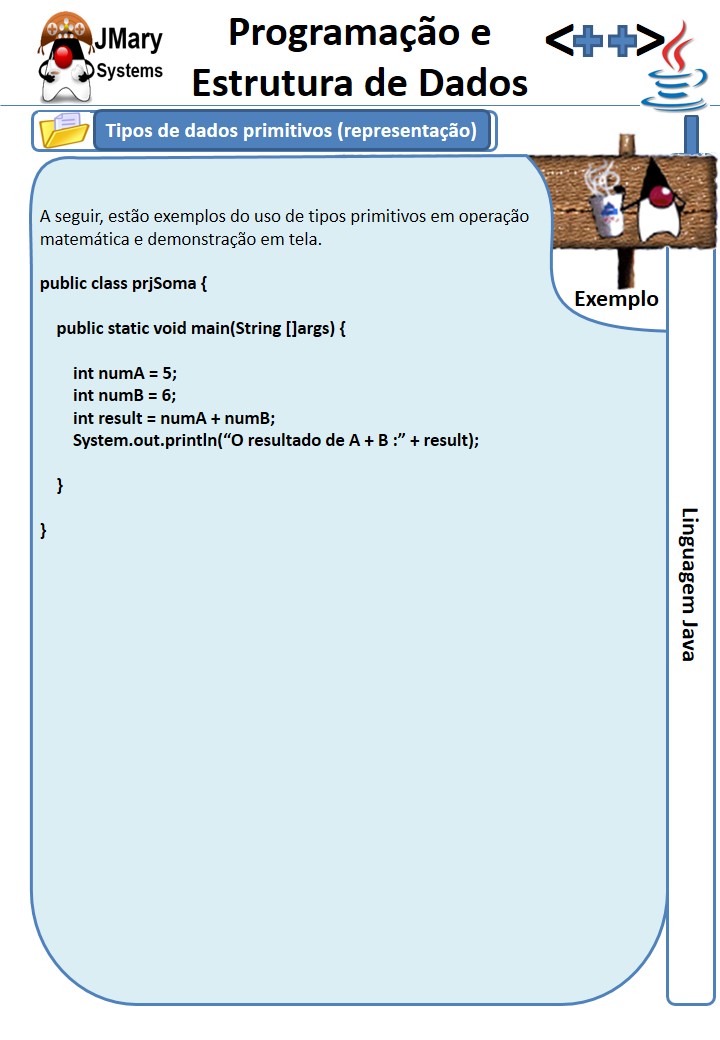 JMary
Systems
Programação e
Estrutura de Dados
<++>
Tipos de dados primitivos (representação)
A seguir, estão exemplos do uso de tipos primitivos em operação
matemática e demonstração em tela.
public class prjSoma {
public static void main(String []args) {
int numA = 5;
int numB = 6;
int result = numA + numB;
System.out.println(“O resultado de A + B :” + result);
}
}
Exemplo
Linguagem Java